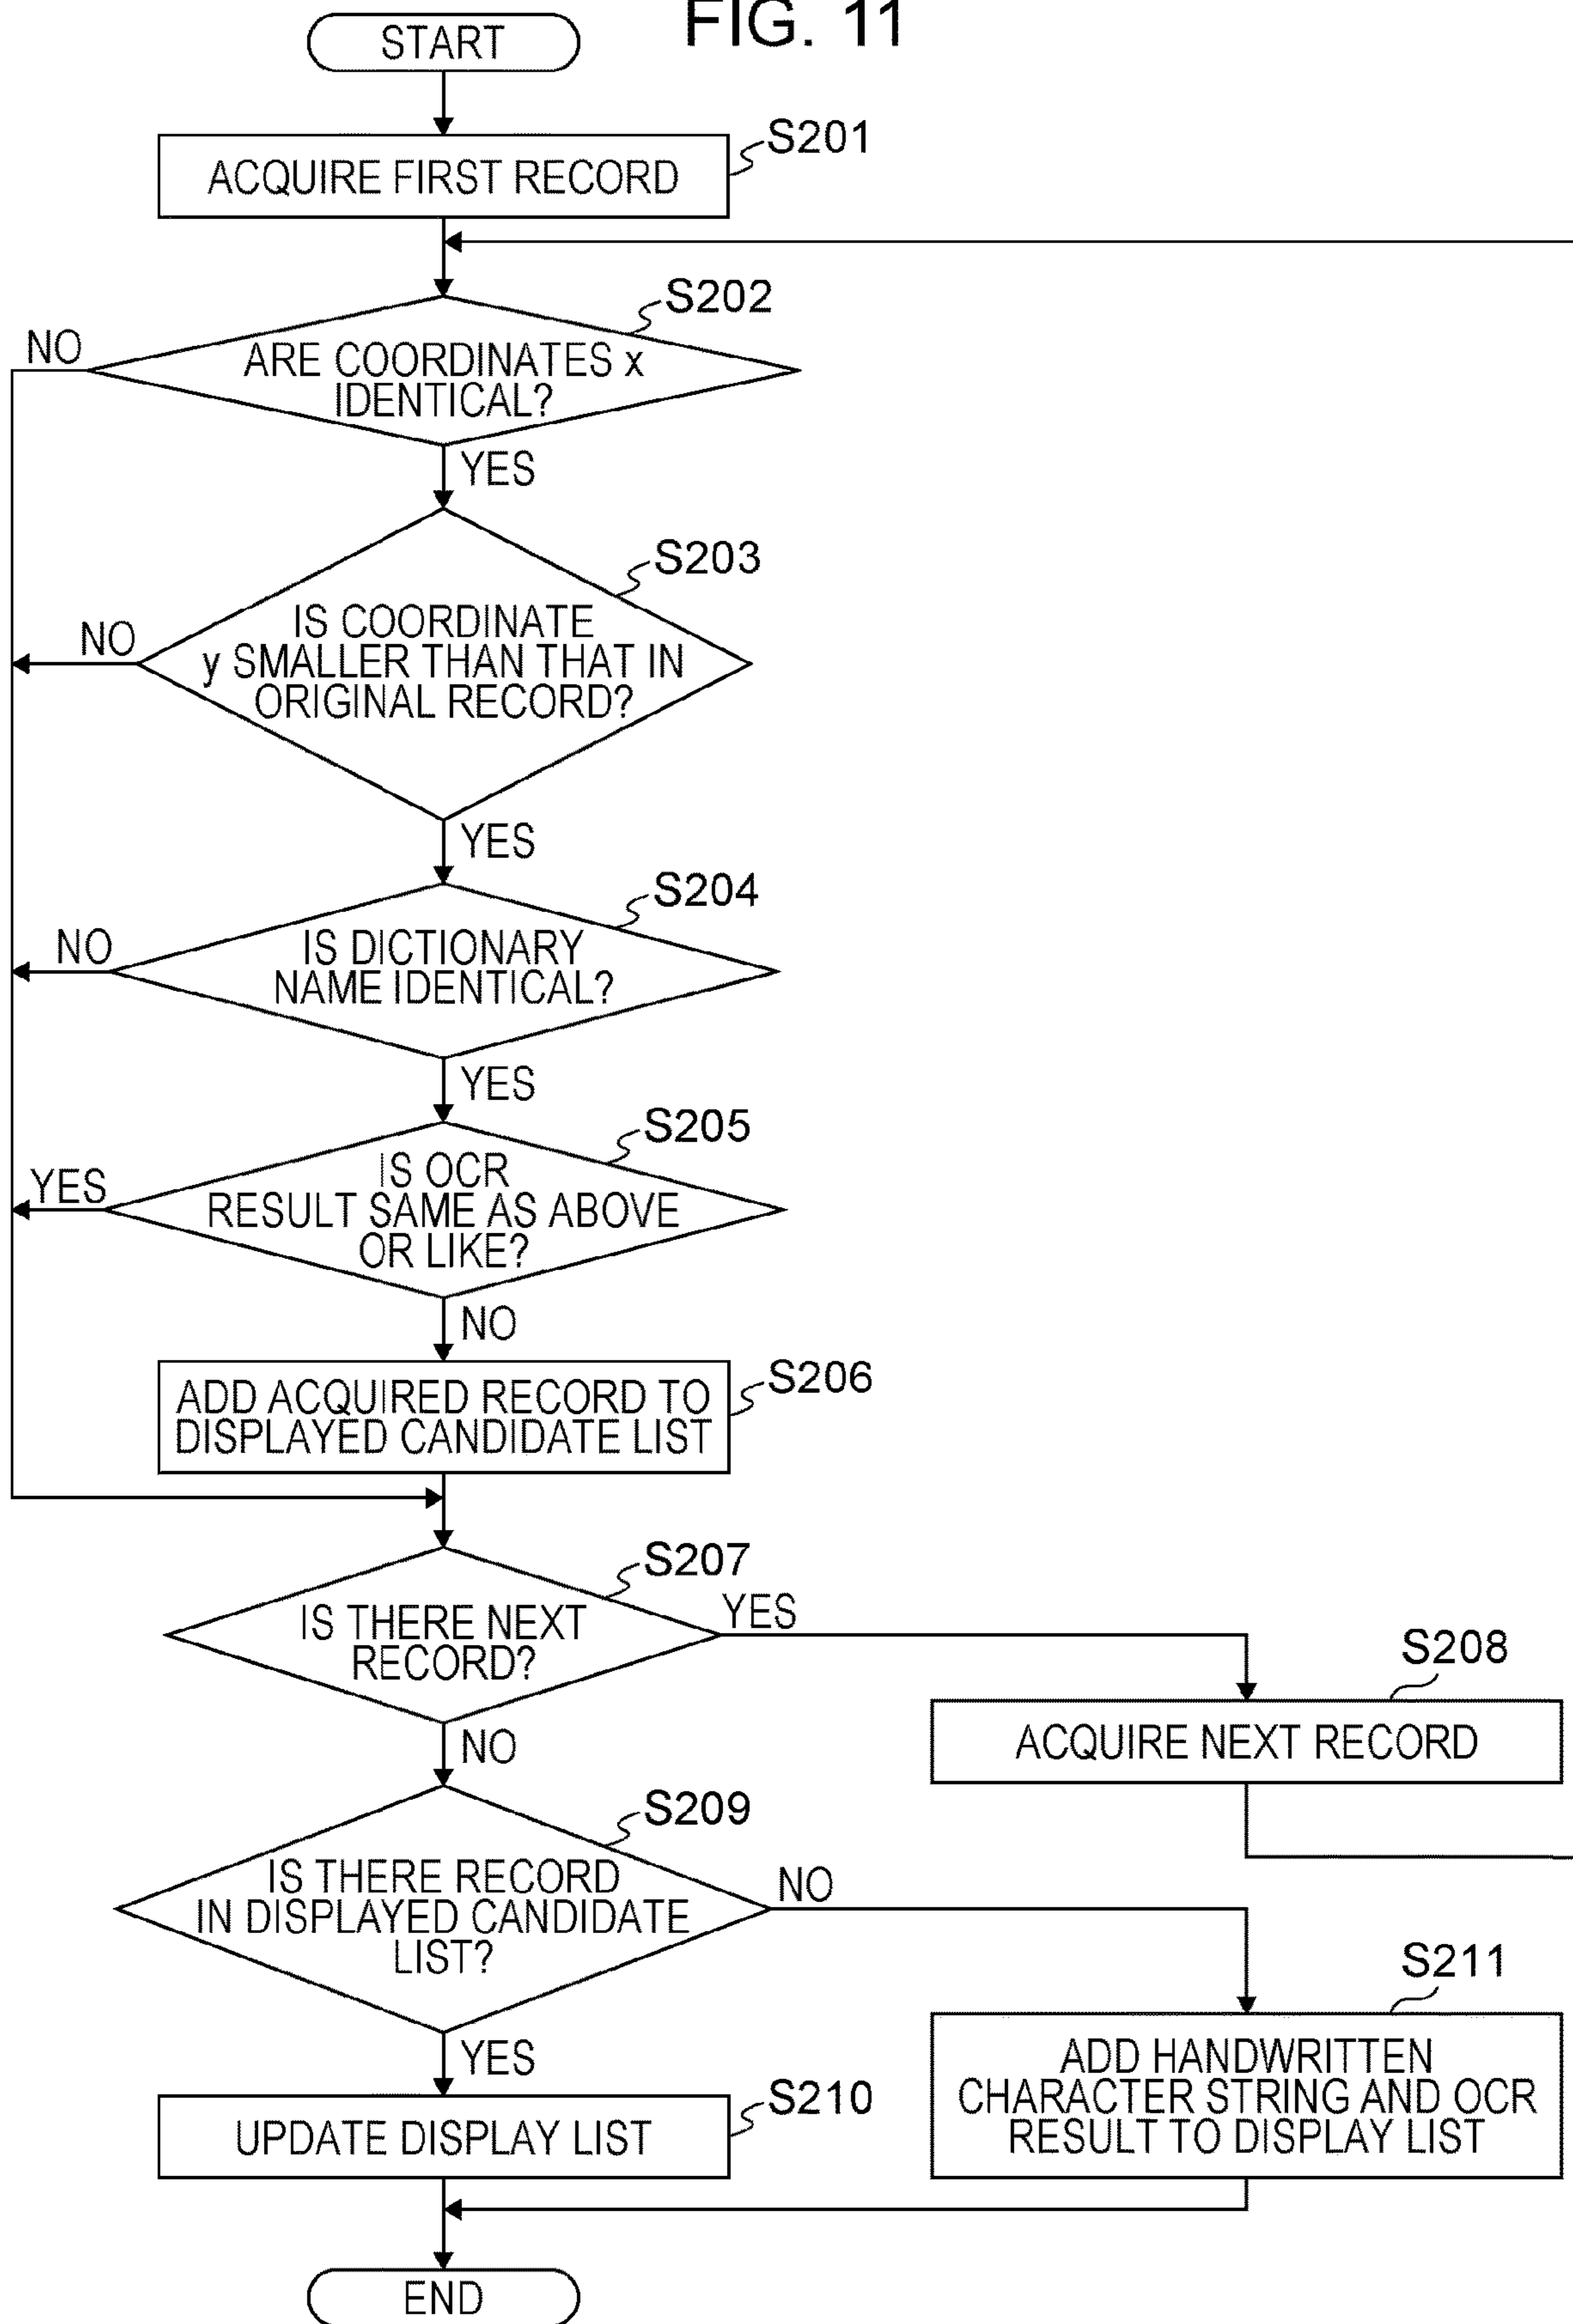 FIG. 11
START
S201
ACQUIRE FIRST RECORD
S202
NO
ARE COORDINATES x
IDENTICAL?
YES
S203
IS COORDINATE
NO
y SMALLER THAN THAT IN
ORIGINAL RECORD?
YES
S204
IS DICTIONARY
NO
NAME IDENTICAL?
YES
S205
IS OCR
YES
RESULT SAME AS ABOVE
OR LIKE?
NO
S206
ADD ACQUIRED RECORD TO
DISPLAYED CANDIDATE LIST
S207
IS THERE NEXT
RECORD?
YES
S208
ACQUIRE NEXT RECORD
NO
S209
IS THERE RECORD
IN DISPLAYED CANDIDATE
LIST?
NO
S211
ADD HANDWRITTEN
CHARACTER STRING AND OCR
RESULT TO DISPLAY LIST
YES
S210
UPDATE DISPLAY LIST
END